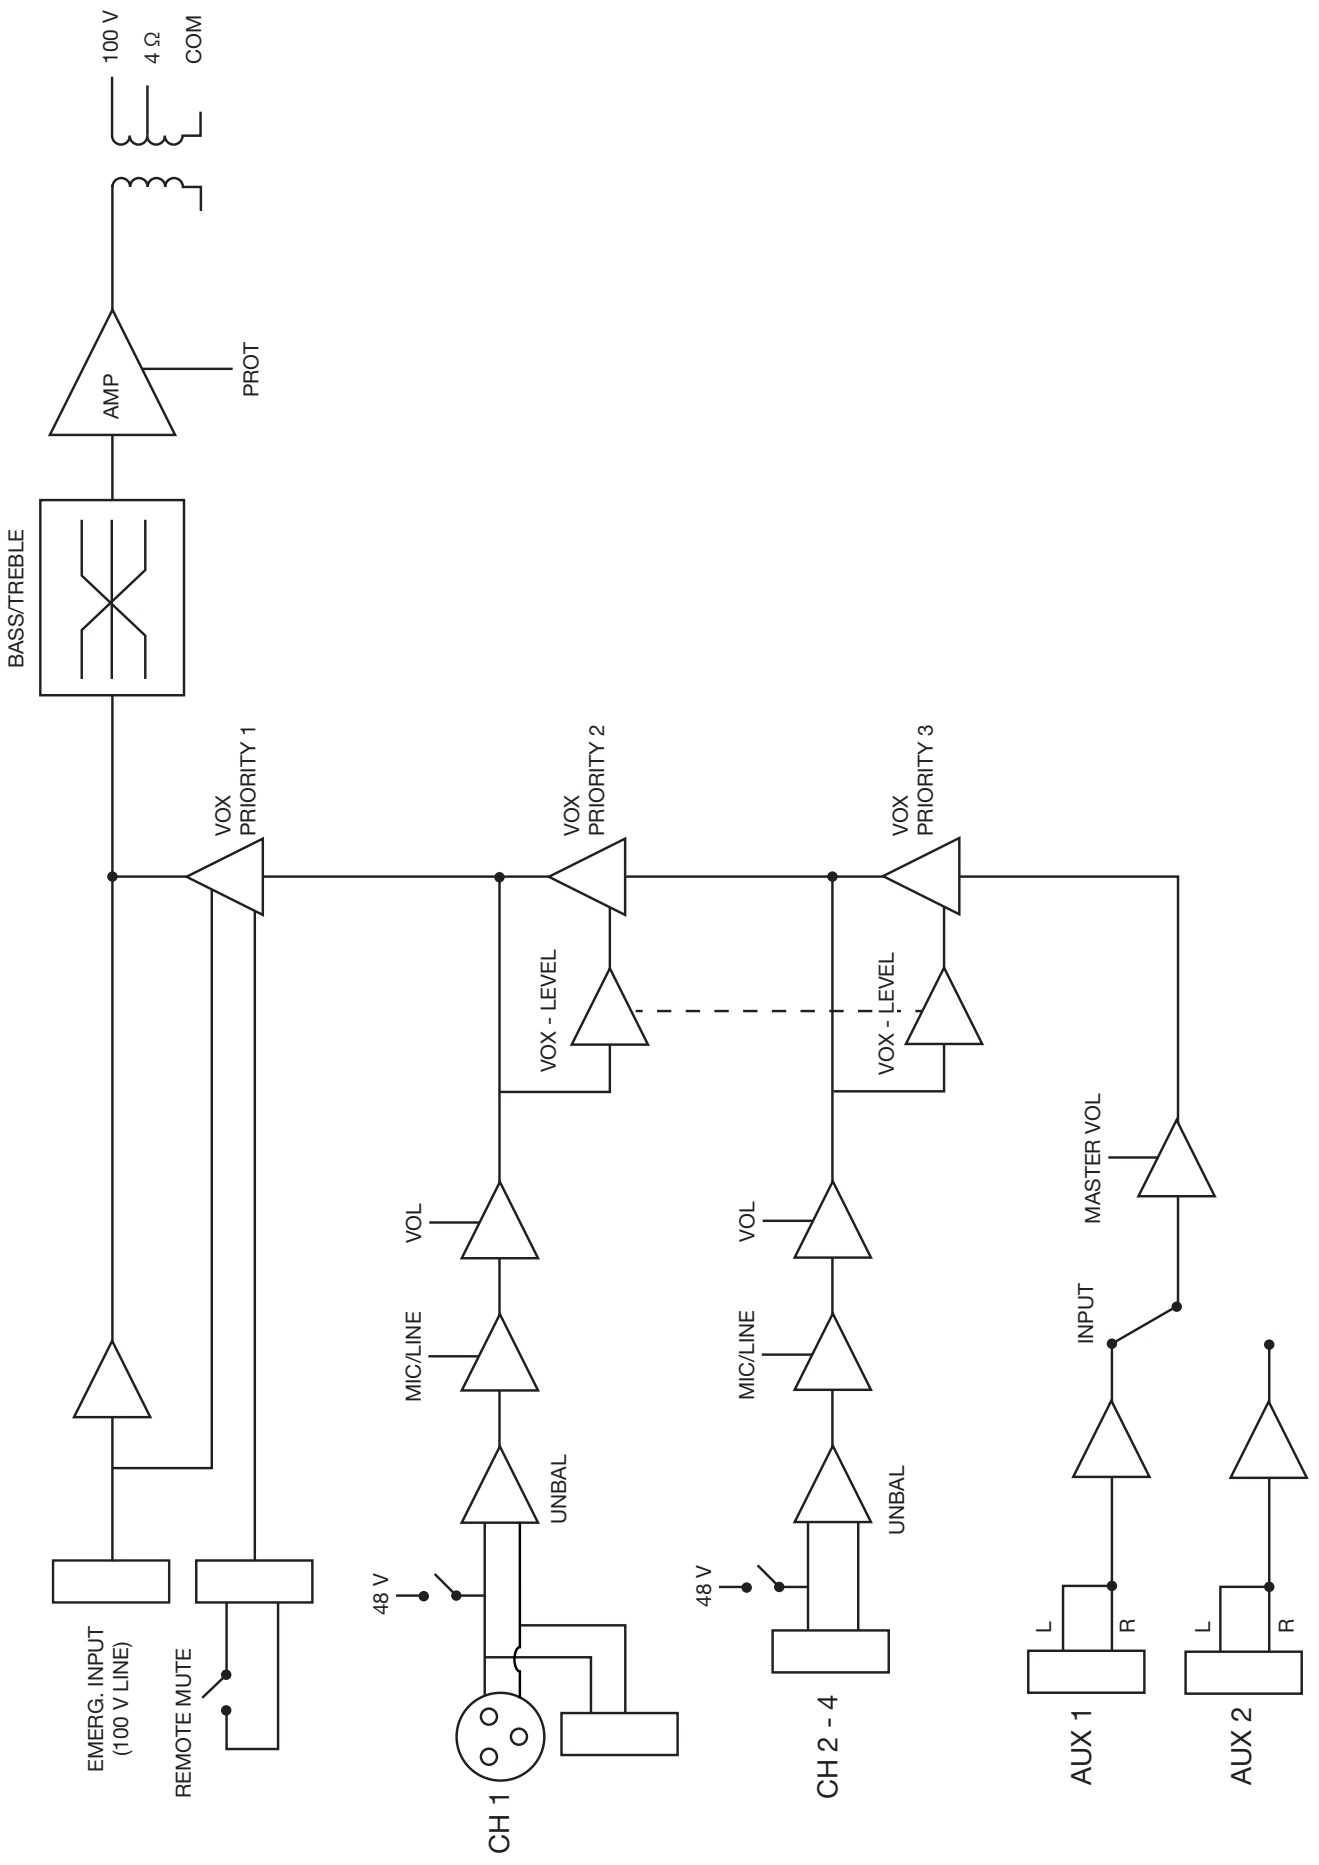 EMERG. INPUT
(100 V LINE)
REMOTE MUTE
BASS/TREBLE
AMP
PROT
100 V
4 Ω
COM
VOX
PRIORITY 1
CH 1
48 V
UNBAL
MIC/LINE
VOL
VOX - LEVEL
VOX
PRIORITY 2
CH 2 - 4
48 V
UNBAL
MIC/LINE
VOL
VOX - LEVEL
VOX
PRIORITY 3
AUX 1
L
R
INPUT
MASTER VOL
AUX 2
L
R